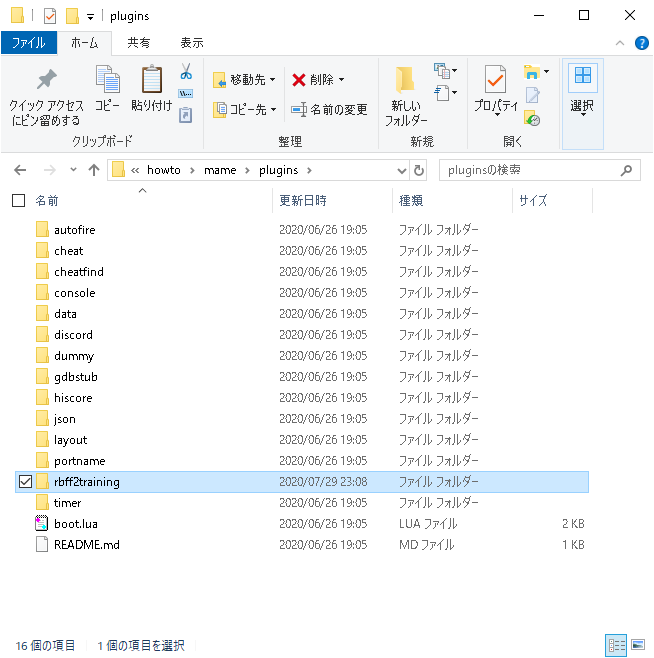 plugins
ファイル ホーム 共有 表示
クイック アクセス
にピン留めする
コピー
貼り付け
クリップボード
移動先
コピー先
削除
名前の変更
整理
新しい
フォルダー
新規
プロパティ
開く
選択
« howto › mame › plugins › pluginsの検索
名前 更新日時 種類 サイズ
autofire 2020/06/26 19:05 ファイル フォルダー
cheat 2020/06/26 19:05 ファイル フォルダー
cheatfind 2020/06/26 19:05 ファイル フォルダー
console 2020/06/26 19:05 ファイル フォルダー
data 2020/06/26 19:05 ファイル フォルダー
discord 2020/06/26 19:05 ファイル フォルダー
dummy 2020/06/26 19:05 ファイル フォルダー
gdbstub 2020/06/26 19:05 ファイル フォルダー
hiscore 2020/06/26 19:05 ファイル フォルダー
json 2020/06/26 19:05 ファイル フォルダー
layout 2020/06/26 19:05 ファイル フォルダー
portname 2020/06/26 19:05 ファイル フォルダー
rbff2training 2020/07/29 23:08 ファイル フォルダー
timer 2020/06/26 19:05 ファイル フォルダー
boot.lua 2020/06/26 19:05 LUA ファイル 2 KB
README.md 2020/06/26 19:05 MD ファイル 1 KB
16 個の項目 1 個の項目を選択